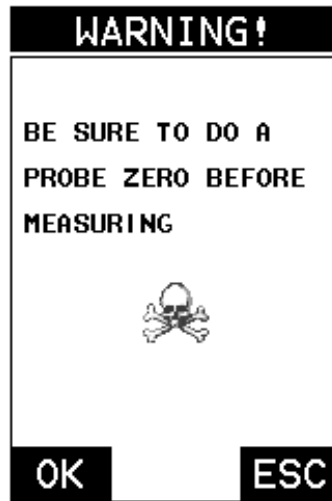 WARNING!
BE SURE TO DO A
PROBE ZERO BEFORE
MEASURING
OK ESC